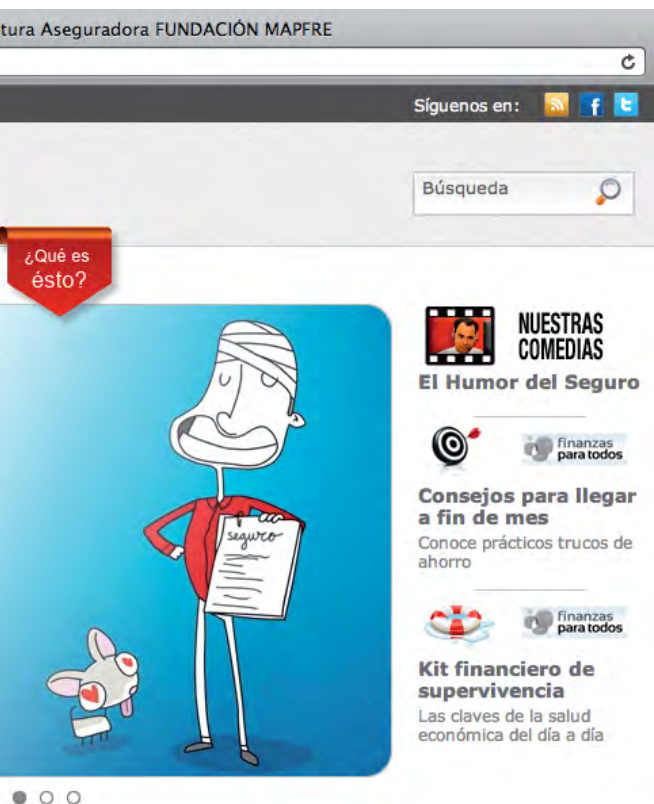 Aseguradora FUNDACIÓN MAPFRE
Síguenos en:
Búsqueda
¿Qué es
ésto?
NUESTRAS
COMEDIAS
El Humor del Seguro
finanzas
para todos
Consejos para llegar
a fin de mes
Conoce prácticos trucos de
ahorro
seguro
finanzas
para todos
Kit financiero de
supervivencia
Las claves de la salud
económica del día a día